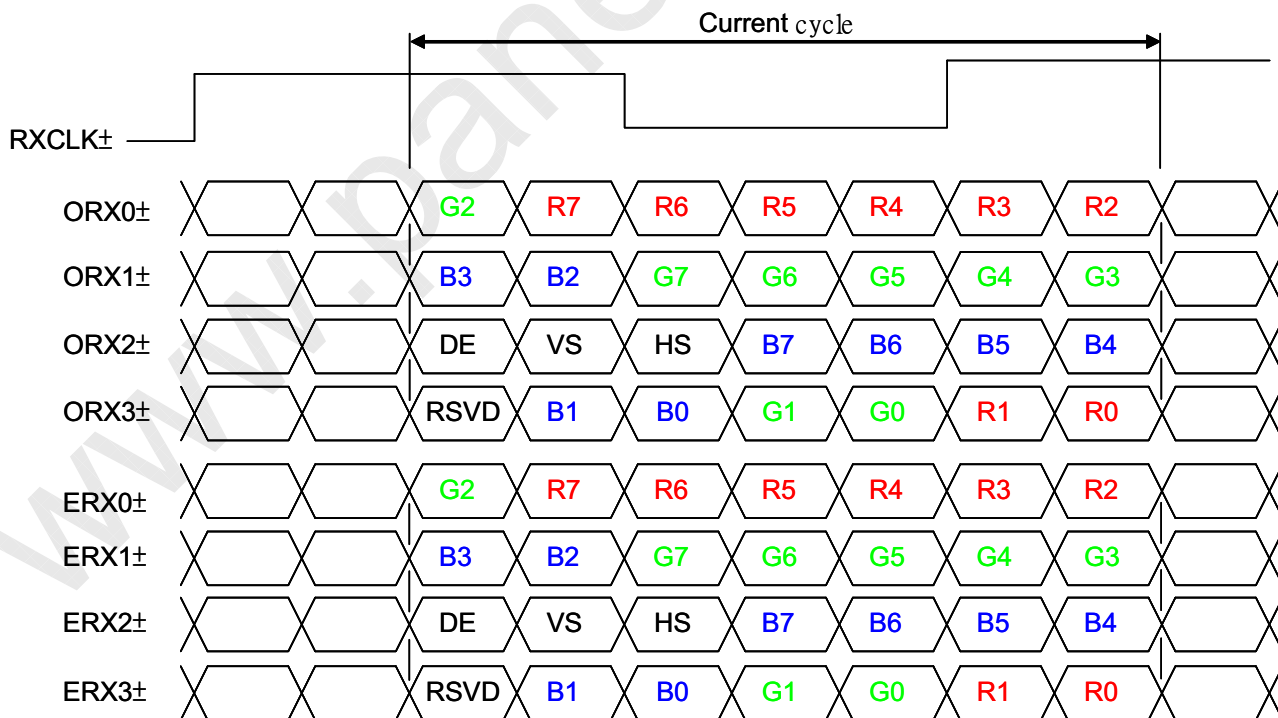 Current cycle
RXCLK±
ORX0± G2 R7 R6 R5 R4 R3 R2
ORX1± B3 B2 G7 G6 G5 G4 G3
ORX2± DE VS HS B7 B6 B5 B4
ORX3± RSVD B1 B0 G1 G0 R1 R0
ERX0± G2 R7 R6 R5 R4 R3 R2
ERX1± B3 B2 G7 G6 G5 G4 G3
ERX2± DE VS HS B7 B6 B5 B4
ERX3± RSVD B1 B0 G1 G0 R1 R0
www.pane